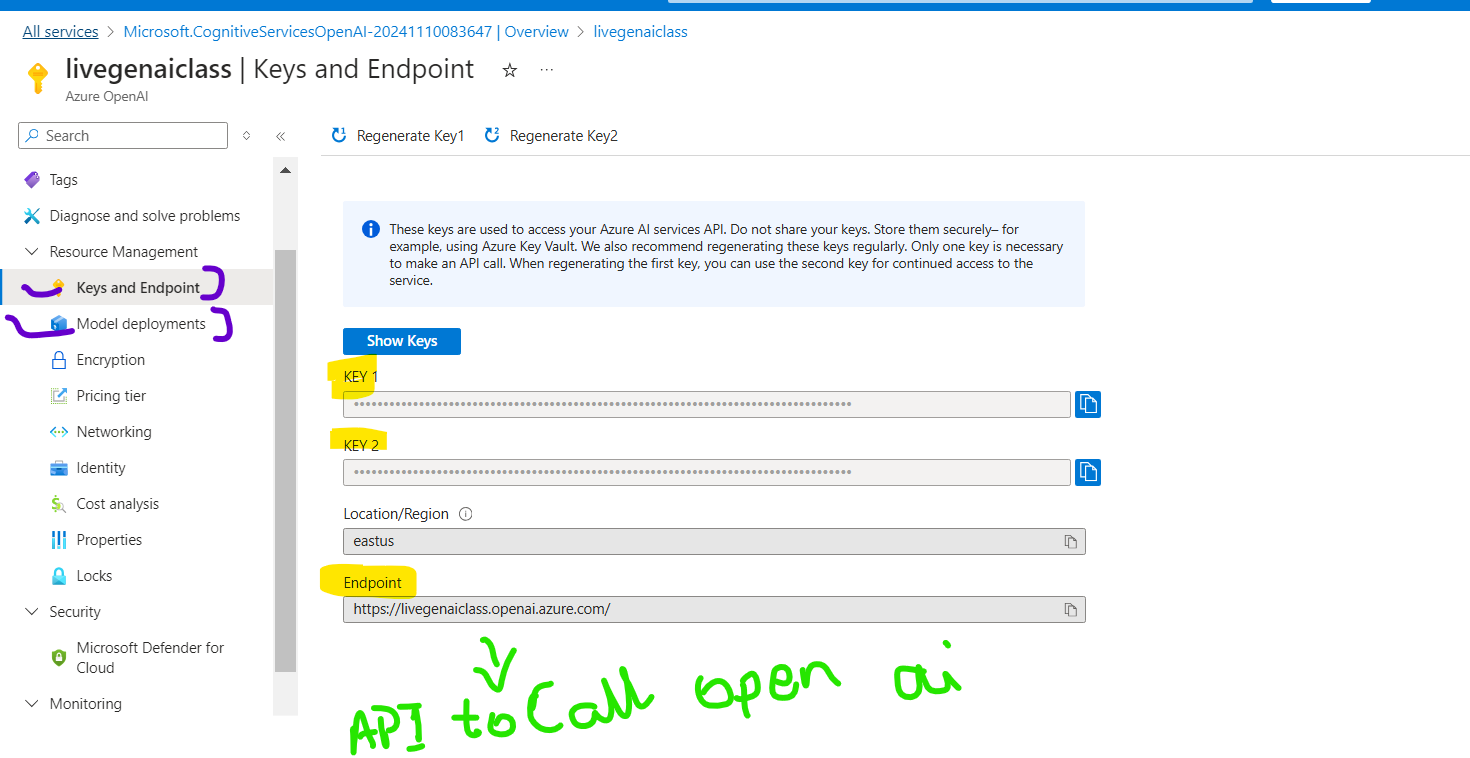 All services > Microsoft.CognitiveServicesOpenAI-20241110083647 | Overview > livegenaiclass
livegenaiclass | Keys and Endpoint
Azure OpenAI
Search
Regenerate Key1 Regenerate Key2
Tags
Diagnose and solve problems
Resource Management
Keys and Endpoint
Model deployments
Encryption
Pricing tier
Networking
Identity
Cost analysis
Properties
Locks
Security
Microsoft Defender for
Cloud
Monitoring
These keys are used to access your Azure AI services API. Do not share your keys. Store them securely– for
example, using Azure Key Vault. We also recommend regenerating these keys regularly. Only one key is necessary
to make an API call. When regenerating the first key, you can use the second key for continued access to the
service.
Show Keys
KEY 1
KEY 2
Location/Region
eastus
Endpoint
https://livegenaiclass.openai.azure.com/
API to Call open ai